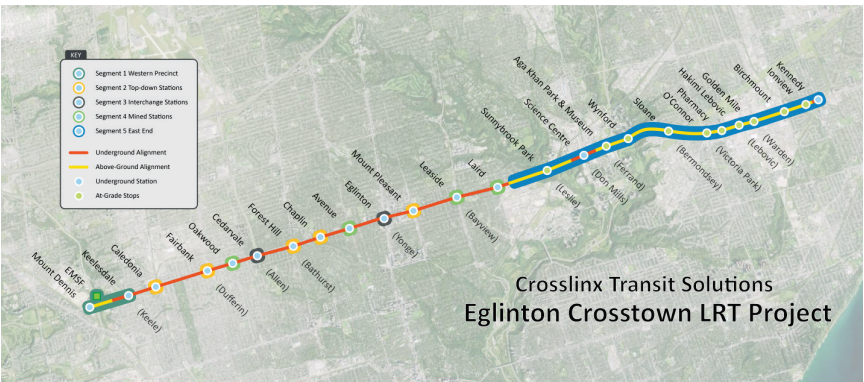 KEY
Segment 1 Western Precinct
Segment 2 Top-down Stations
Segment 3 Interchange Stations
Segment 4 Mined Stations
Segment 5 East End
Underground Alignment
Above-Ground Alignment
Underground Station
At-Grade Stops
Mount Dennis
EMSF
Keelesdale
Caledonia
Fairbank
Oakwood
Cedarvale
Forest Hill
Chaplin
Avenue
Eglinton
Mount Pleasant
Leaside
Laird
Sunnybrook Park
Science Centre
Aga Khan Park & Museum
Wynford
Sloane
O'Connor
Pharmacy
Hakimi Lebovic
Golden Mile
Birchmount
Ionview
Kennedy
(Keele)
(Dufferin)
(Allen)
(Bathurst)
(Yonge)
(Bayview)
(Leslie)
(Don Mills)
(Ferrand)
(Bermondsey)
(Victoria Park)
(Lebovic)
(Warden)
Crosslinx Transit Solutions
Eglinton Crosstown LRT Project